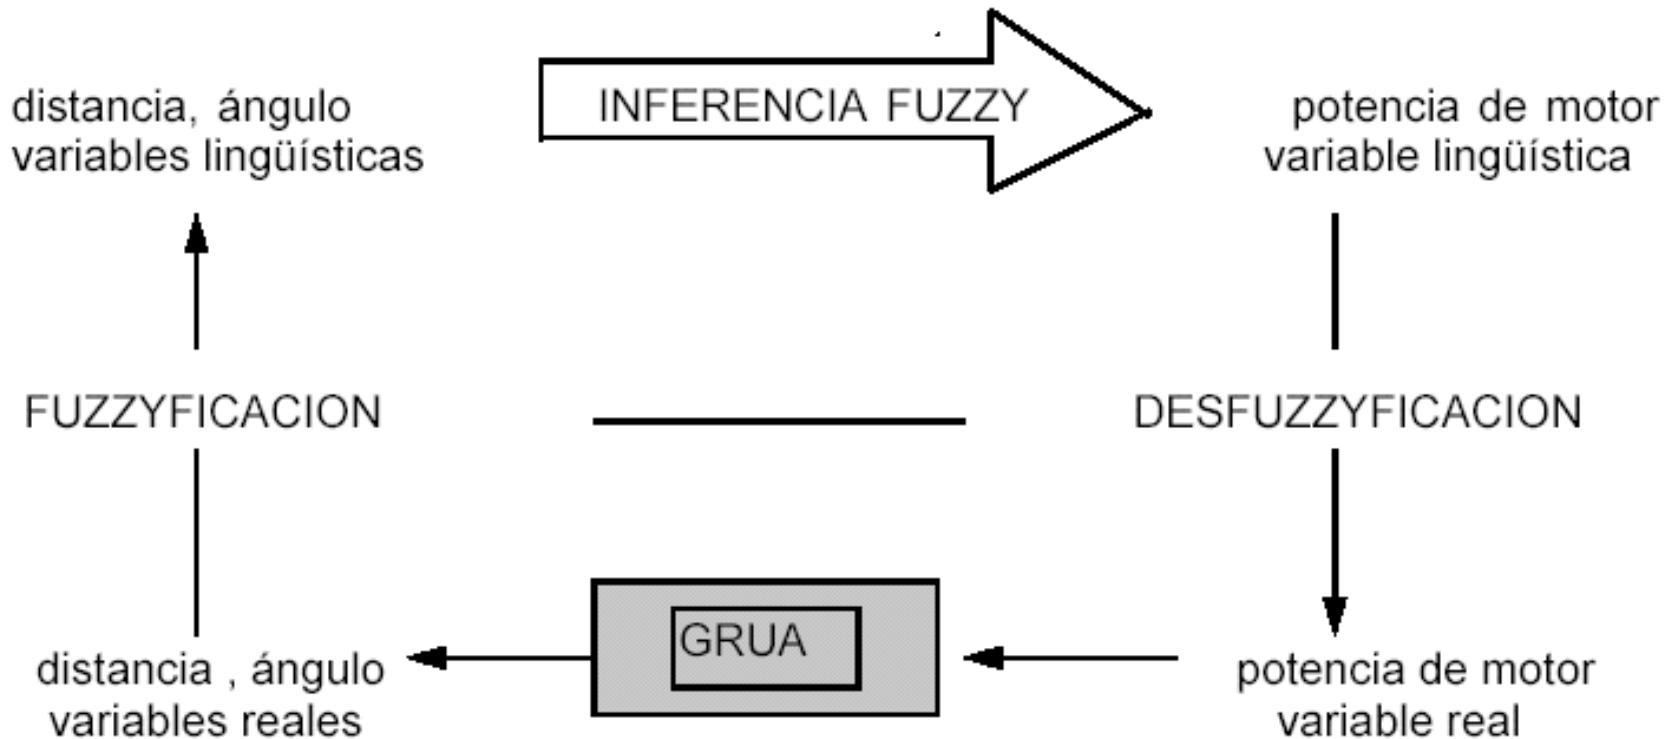 distancia, ángulo
variables lingüísticas
INFERENCIA FUZZY
potencia de motor
variable lingüística
FUZZYFICACION
DESFUZZYFICACION
GRUA
distancia , ángulo
variables reales
potencia de motor
variable real